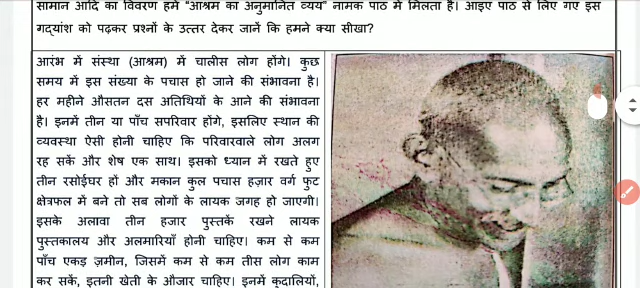 सामान आदि का विवरण हमें "आश्रम का अनुमानित व्यय" नामक पाठ में मिलता है। आइए पाठ से लिए गए इस
गद्यांश को पढ़कर प्रश्नों के उत्तर देकर जानें कि हमने क्या सीखा?
आरंभ में संस्था (आश्रम) में चालीस लोग होंगे। कुछ
समय में इस संख्या के पचास हो जाने की संभावना है।
हर महीने औसतन दस अतिथियों के आने की संभावना
है। इनमें तीन या पाँच सपरिवार होंगे, इसलिए स्थान की
व्यवस्था ऐसी होनी चाहिए कि परिवारवाले लोग अलग
रह सकें और शेष एक साथ। इसको ध्यान में रखते हुए
तीन रसोईघर हों और मकान कुल पचास हज़ार वर्ग फुट
क्षेत्रफल में बने तो सब लोगों के लायक जगह हो जाएगी।
इसके अलावा तीन हजार पुस्तकें रखने लायक
पुस्तकालय और अलमारियाँ होनी चाहिए। कम से कम
पाँच एकड़ ज़मीन, जिसमें कम से कम तीस लोग काम
कर सकें, इतनी खेती के औजार चाहिए। इनमें कुदालियों,